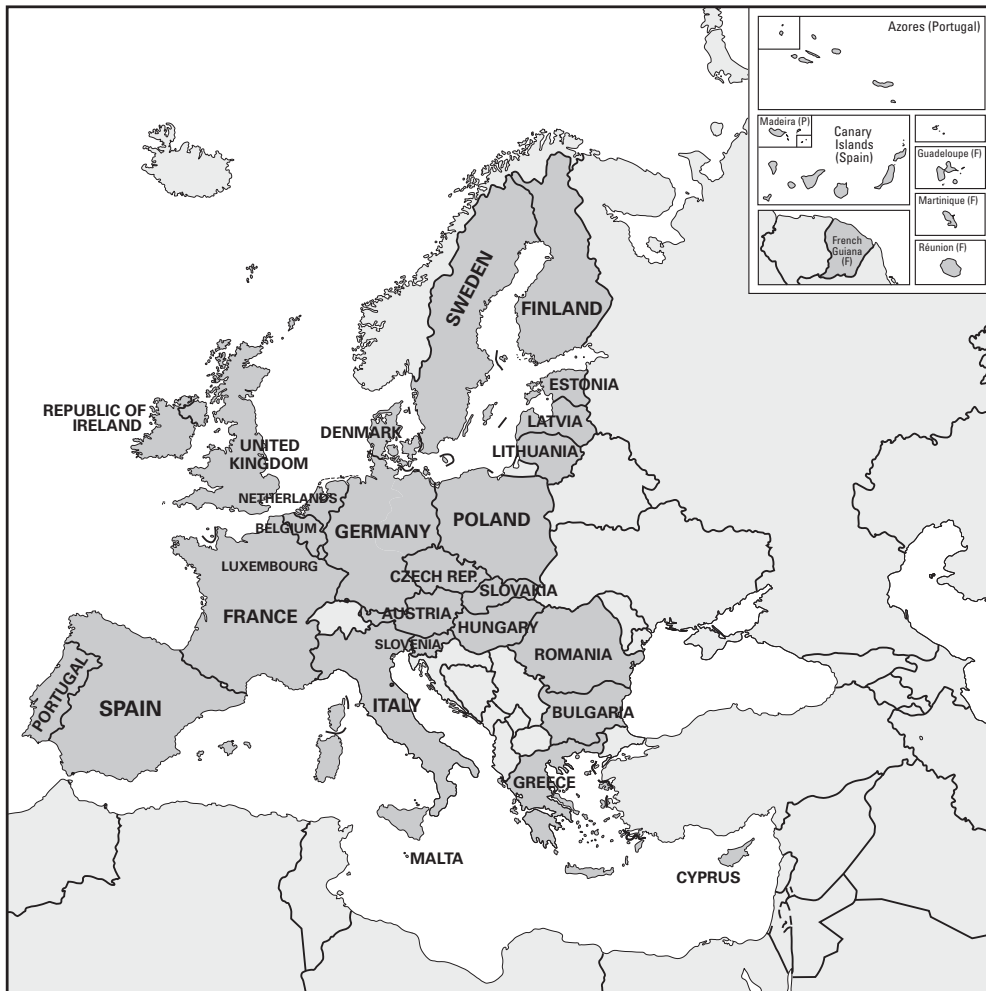 Azores (Portugal)
Madeira (P)
Canary
Islands
(Spain)
Guadeloupe (F)
Martinique (F)
French
Guiana
(F)
Réunion (F)
SWEDEN
FINLAND
ESTONIA
REPUBLIC OF
IRELAND
LATVIA
DENMARK
UNITED
KINGDOM
LITHUANIA
NETHERLANDS
BELGIUM
GERMANY
POLAND
LUXEMBOURG
CZECH REP.
SLOVAKIA
FRANCE
AUSTRIA
HUNGARY
SLOVENIA
ROMANIA
PORTUGAL
SPAIN
ITALY
BULGARIA
GREECE
MALTA
CYPRUS